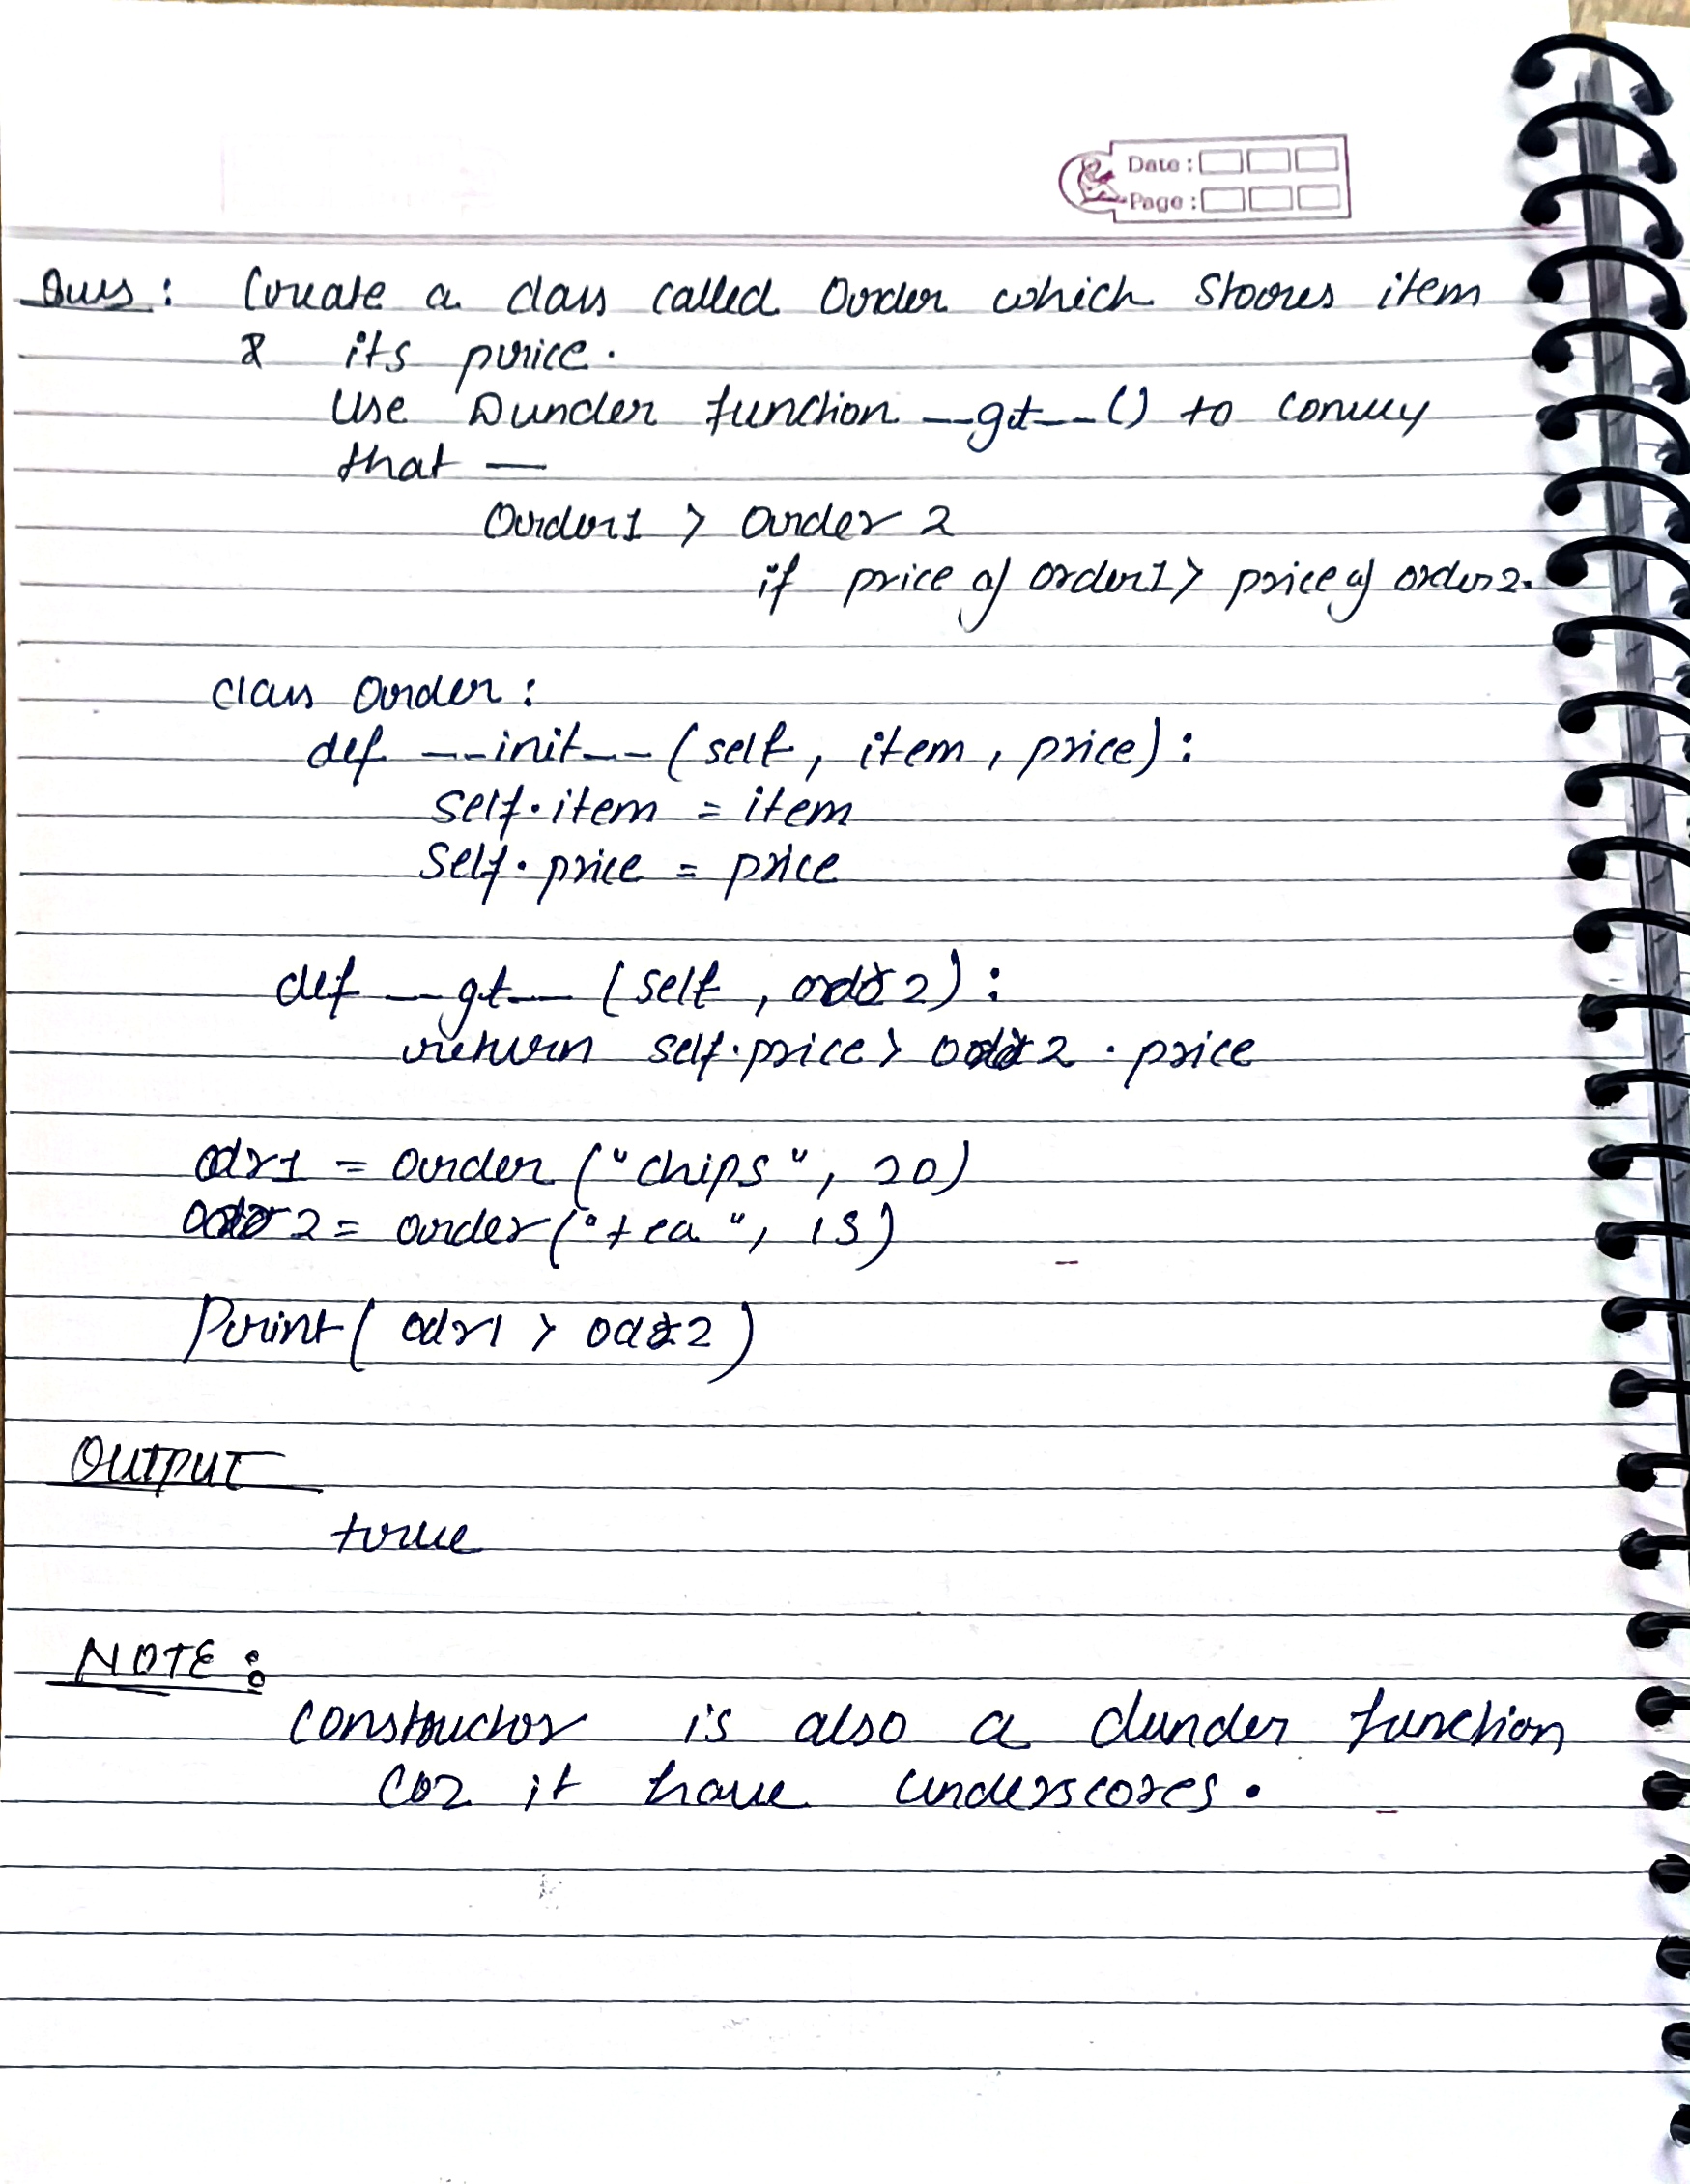 Date :
Page :
Ques : Create a class called Order which stores item
& its price.
Use Dunder function __gt__() to convey
that —
Order1 > order 2
if price of order1 > price of order2.
class Order :
def __init__ (self, item, price) :
self.item = item
self.price = price
def __gt__ (self, odr2) :
return self.price > odr2.price
odr1 = order ("chips", 20)
odr2 = order("tea", 15)
Print( odr1 > odr2)
OUTPUT
true
NOTE :
constructor is also a dunder function
coz it have underscores.